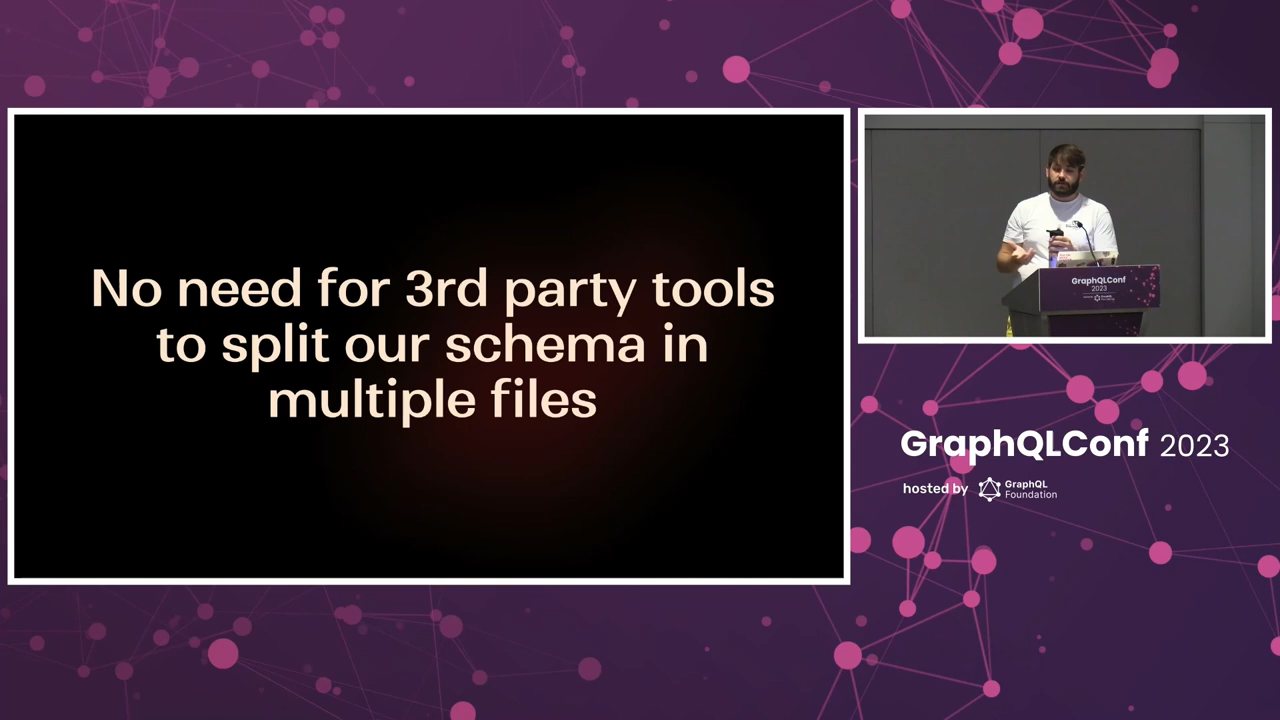 No need for 3rd party tools
to split our schema in
multiple files
GraphQLConf
2023
GraphQLConf 2023
hosted by GraphQL
Foundation